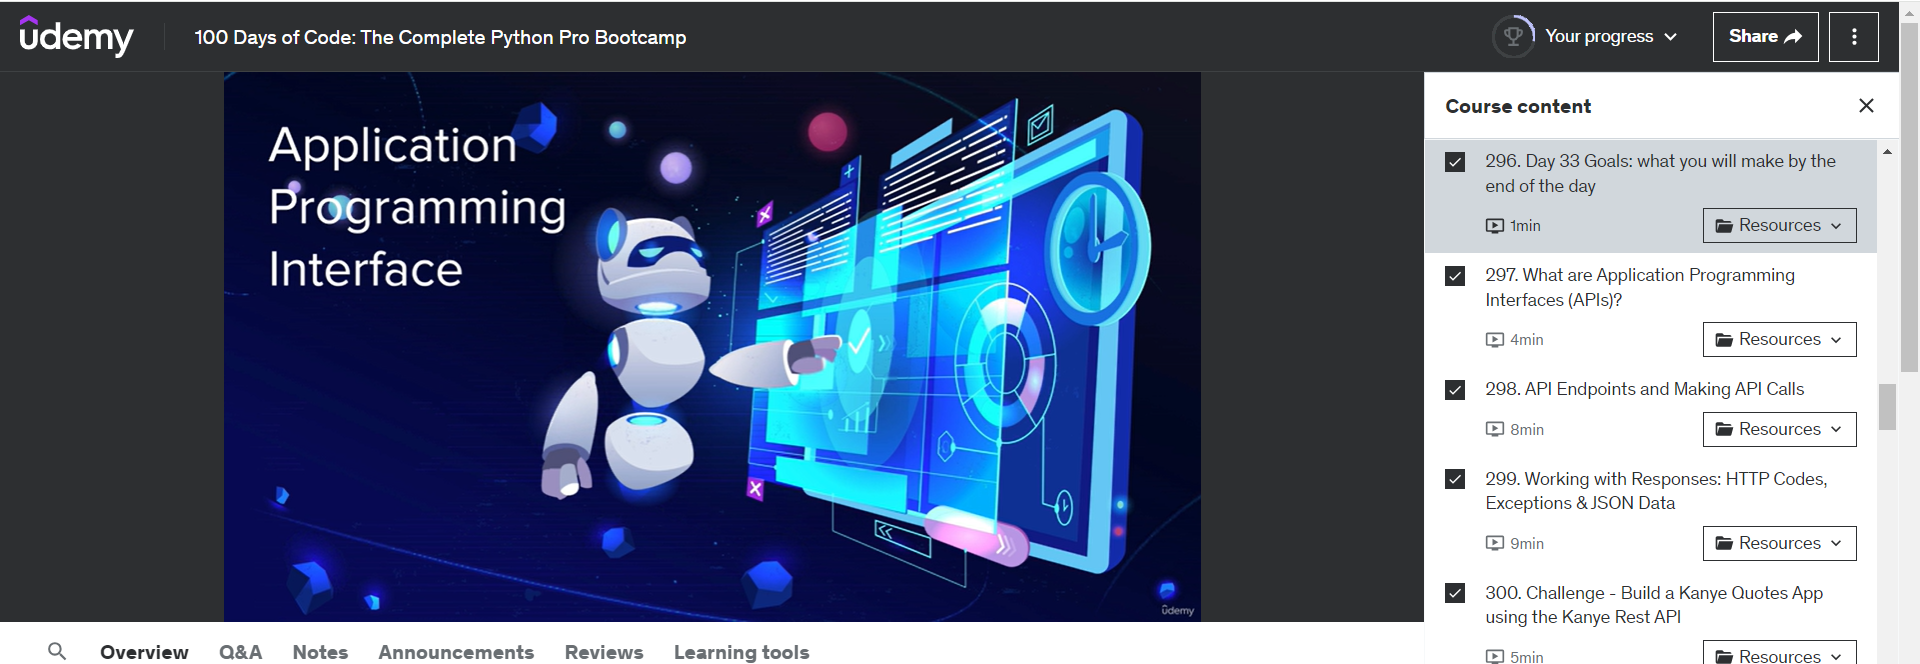 udemy
100 Days of Code: The Complete Python Pro Bootcamp
Your progress
Share
Application
Programming
Interface
udemy
Course content
296. Day 33 Goals: what you will make by the
end of the day
1min
Resources
297. What are Application Programming
Interfaces (APIs)?
4min
Resources
298. API Endpoints and Making API Calls
8min
Resources
299. Working with Responses: HTTP Codes,
Exceptions & JSON Data
9min
Resources
300. Challenge - Build a Kanye Quotes App
using the Kanye Rest API
5min
Resources
Overview Q&A Notes Announcements Reviews Learning tools